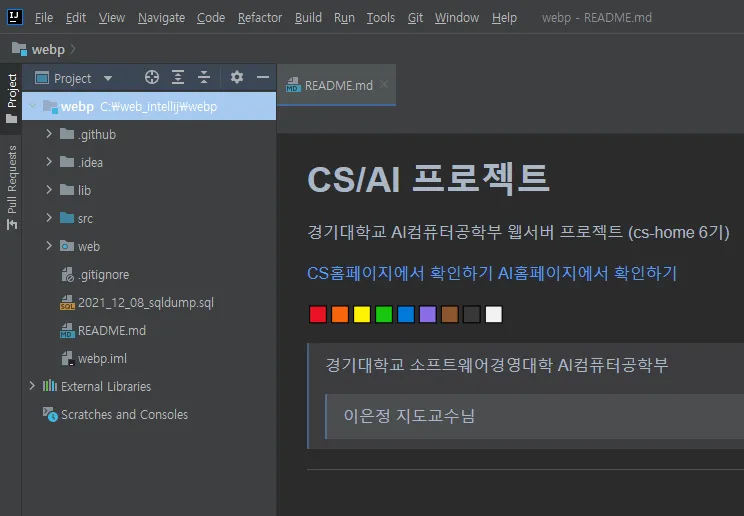 IJ File Edit View Navigate Code Refactor Build Run Tools Git Window Help webp - README.md
webp
Project
Pull Requests
Project
webp C:₩web_intellij₩webp
.github
.idea
lib
src
web
.gitignore
SQL 2021_12_08_sqldump.sql
MD README.md
webp.iml
External Libraries
Scratches and Consoles
MD README.md
CS/AI 프로젝트
경기대학교 AI컴퓨터공학부 웹서버 프로젝트 (cs-home 6기)
CS홈페이지에서 확인하기 AI홈페이지에서 확인하기
경기대학교 소프트웨어경영대학 AI컴퓨터공학부
이은정 지도교수님